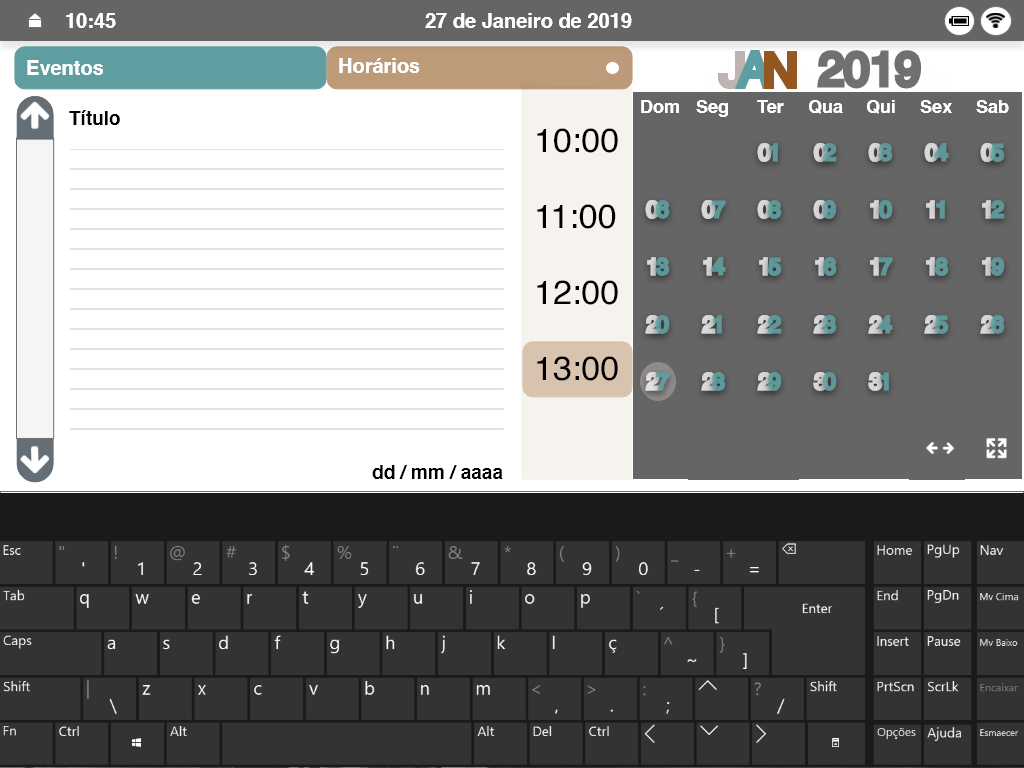 10:45 27 de Janeiro de 2019
Eventos Horários JAN 2019
Título
dd / mm / aaaa
10:00
11:00
12:00
13:00
Dom Seg Ter Qua Qui Sex Sab
01 02 03 04 05
06 07 08 09 10 11 12
13 14 15 16 17 18 19
20 21 22 23 24 25 26
27 28 29 30 31
Esc " ' ! 1 @ 2 # 3 $ 4 % 5 ¨ 6 & 7 * 8 ( 9 ) 0 _ - + = Home PgUp Nav
Tab q w e r t y u i o p ` ´ { [ Enter End PgDn Mv Cima
Caps a s d f g h j k l ç ^ ~ } ] Insert Pause Mv Baixo
Shift | \ z x c v b n m < , > . : ; ? / Shift PrtScn ScrLk Encaixar
Fn Ctrl Alt Alt Del Ctrl Opções Ajuda Esmaecer